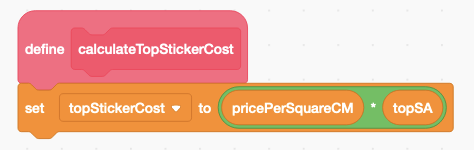 define calculateTopStickerCost
set topStickerCost to pricePerSquareCM * topSA